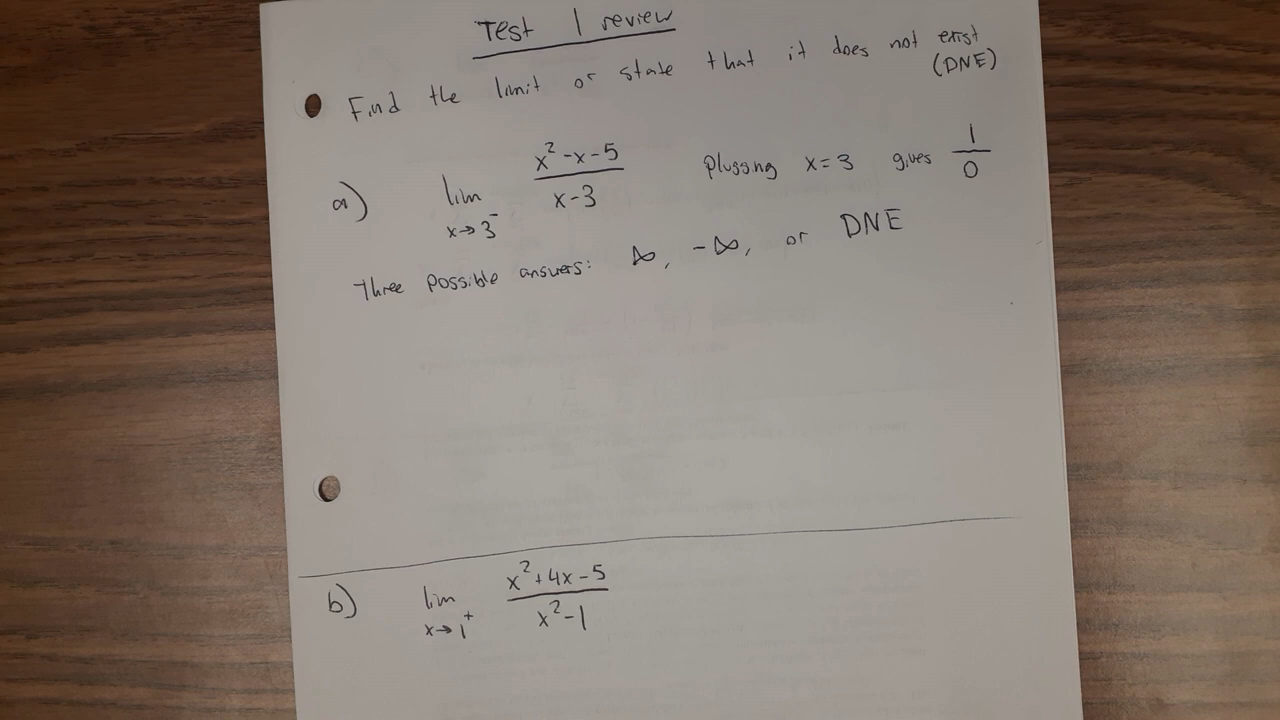 Test 1 review
Find the limit or state that it does not exist
(DNE)
a) lim x→3⁻ (x²-x-5)/(x-3) Plugging x=3 gives 1/0
Three possible answers: ∞, -∞, or DNE
b) lim x→1⁺ (x²+4x-5)/(x²-1)